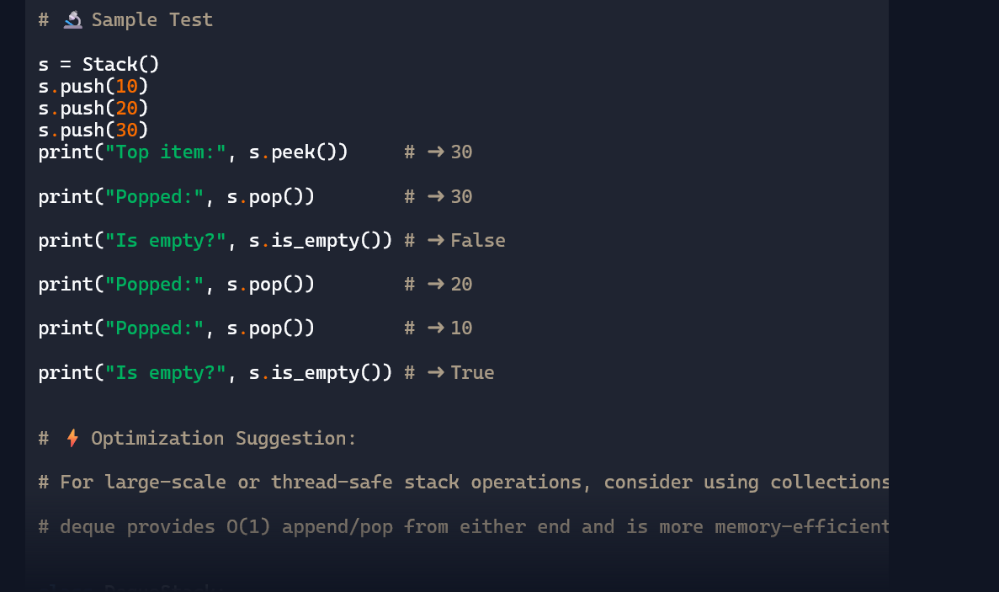 # 🔬 Sample Test
s = Stack()
s.push(10)
s.push(20)
s.push(30)
print("Top item:", s.peek())     # → 30
print("Popped:", s.pop())        # → 30
print("Is empty?", s.is_empty()) # → False
print("Popped:", s.pop())        # → 20
print("Popped:", s.pop())        # → 10
print("Is empty?", s.is_empty()) # → True
# ⚡ Optimization Suggestion:
# For large-scale or thread-safe stack operations, consider using collections
# deque provides O(1) append/pop from either end and is more memory-efficient